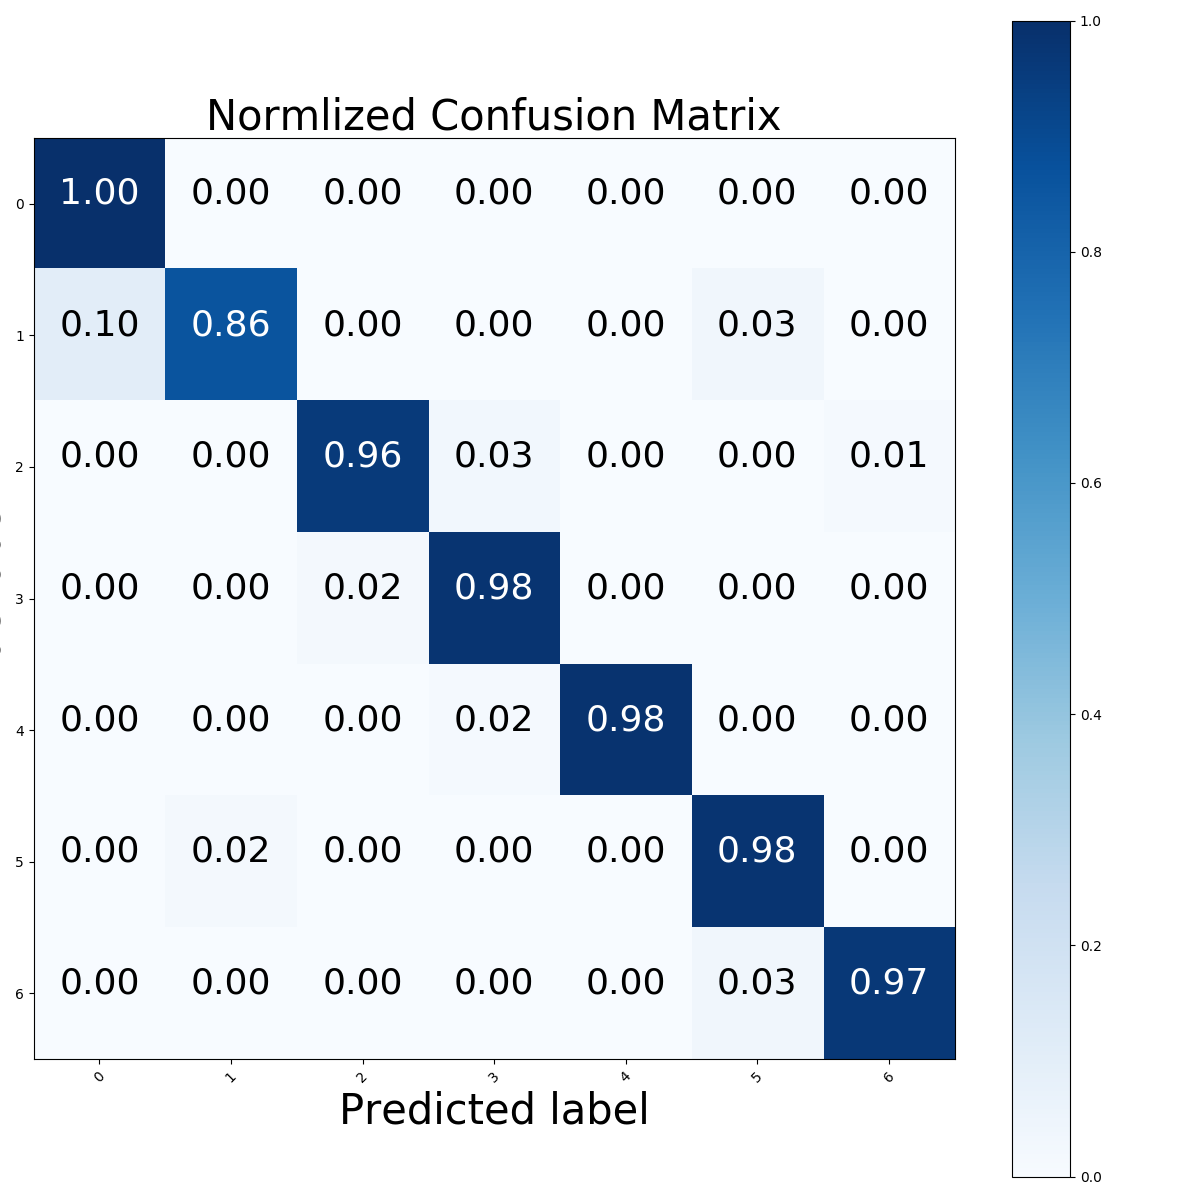 Normlized Confusion Matrix
1.0
0 1.00 0.00 0.00 0.00 0.00 0.00 0.00
0.8
1 0.10 0.86 0.00 0.00 0.00 0.03 0.00
2 0.00 0.00 0.96 0.03 0.00 0.00 0.01
0.6
3 0.00 0.00 0.02 0.98 0.00 0.00 0.00
4 0.00 0.00 0.00 0.02 0.98 0.00 0.00
0.4
5 0.00 0.02 0.00 0.00 0.00 0.98 0.00
0.2
6 0.00 0.00 0.00 0.00 0.00 0.03 0.97
0 1 2 3 4 5 6
Predicted label
0.0